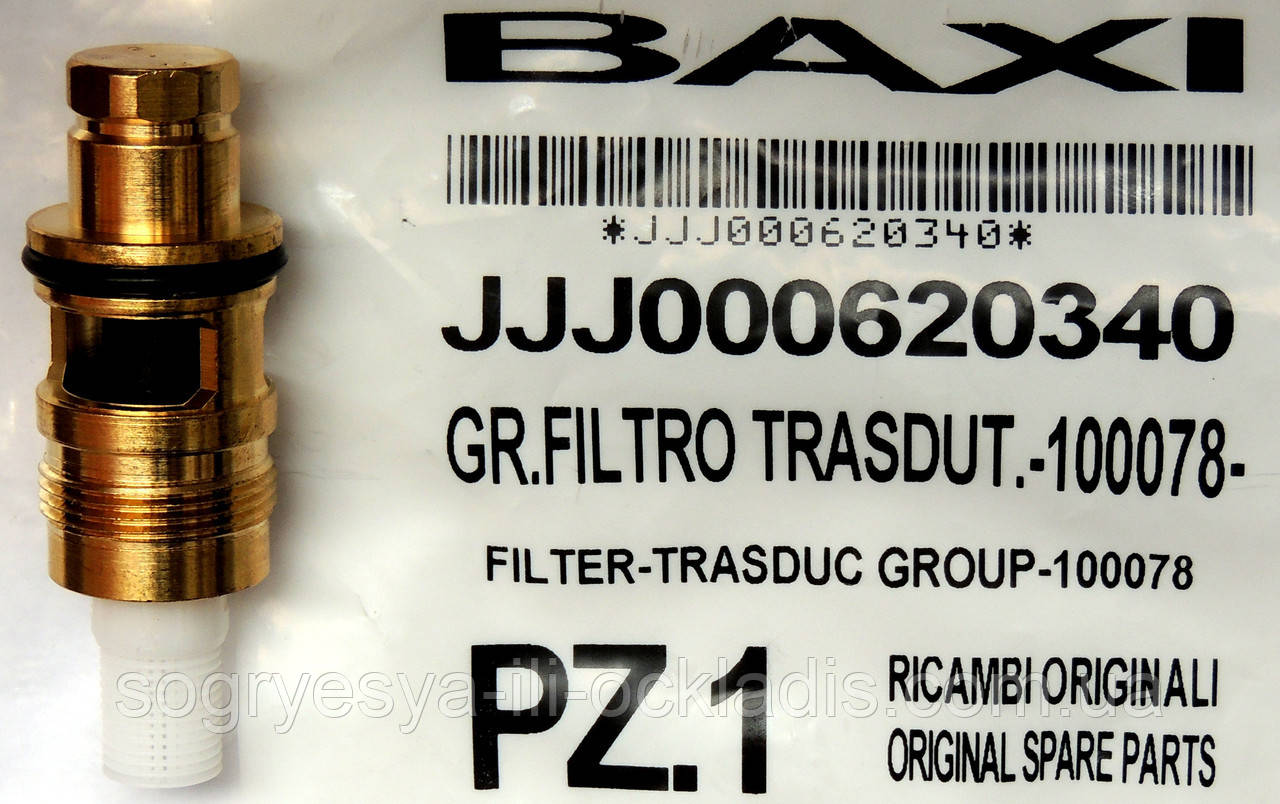 BAXI
*JJJ000620340*
JJJ000620340
GR.FILTRO TRASDUT.-100078-
FILTER-TRASDUC GROUP-100078
PZ.1
RICAMBI ORIGINALI
ORIGINAL SPARE PARTS
sogryesya-ili-ockladis.com.ua